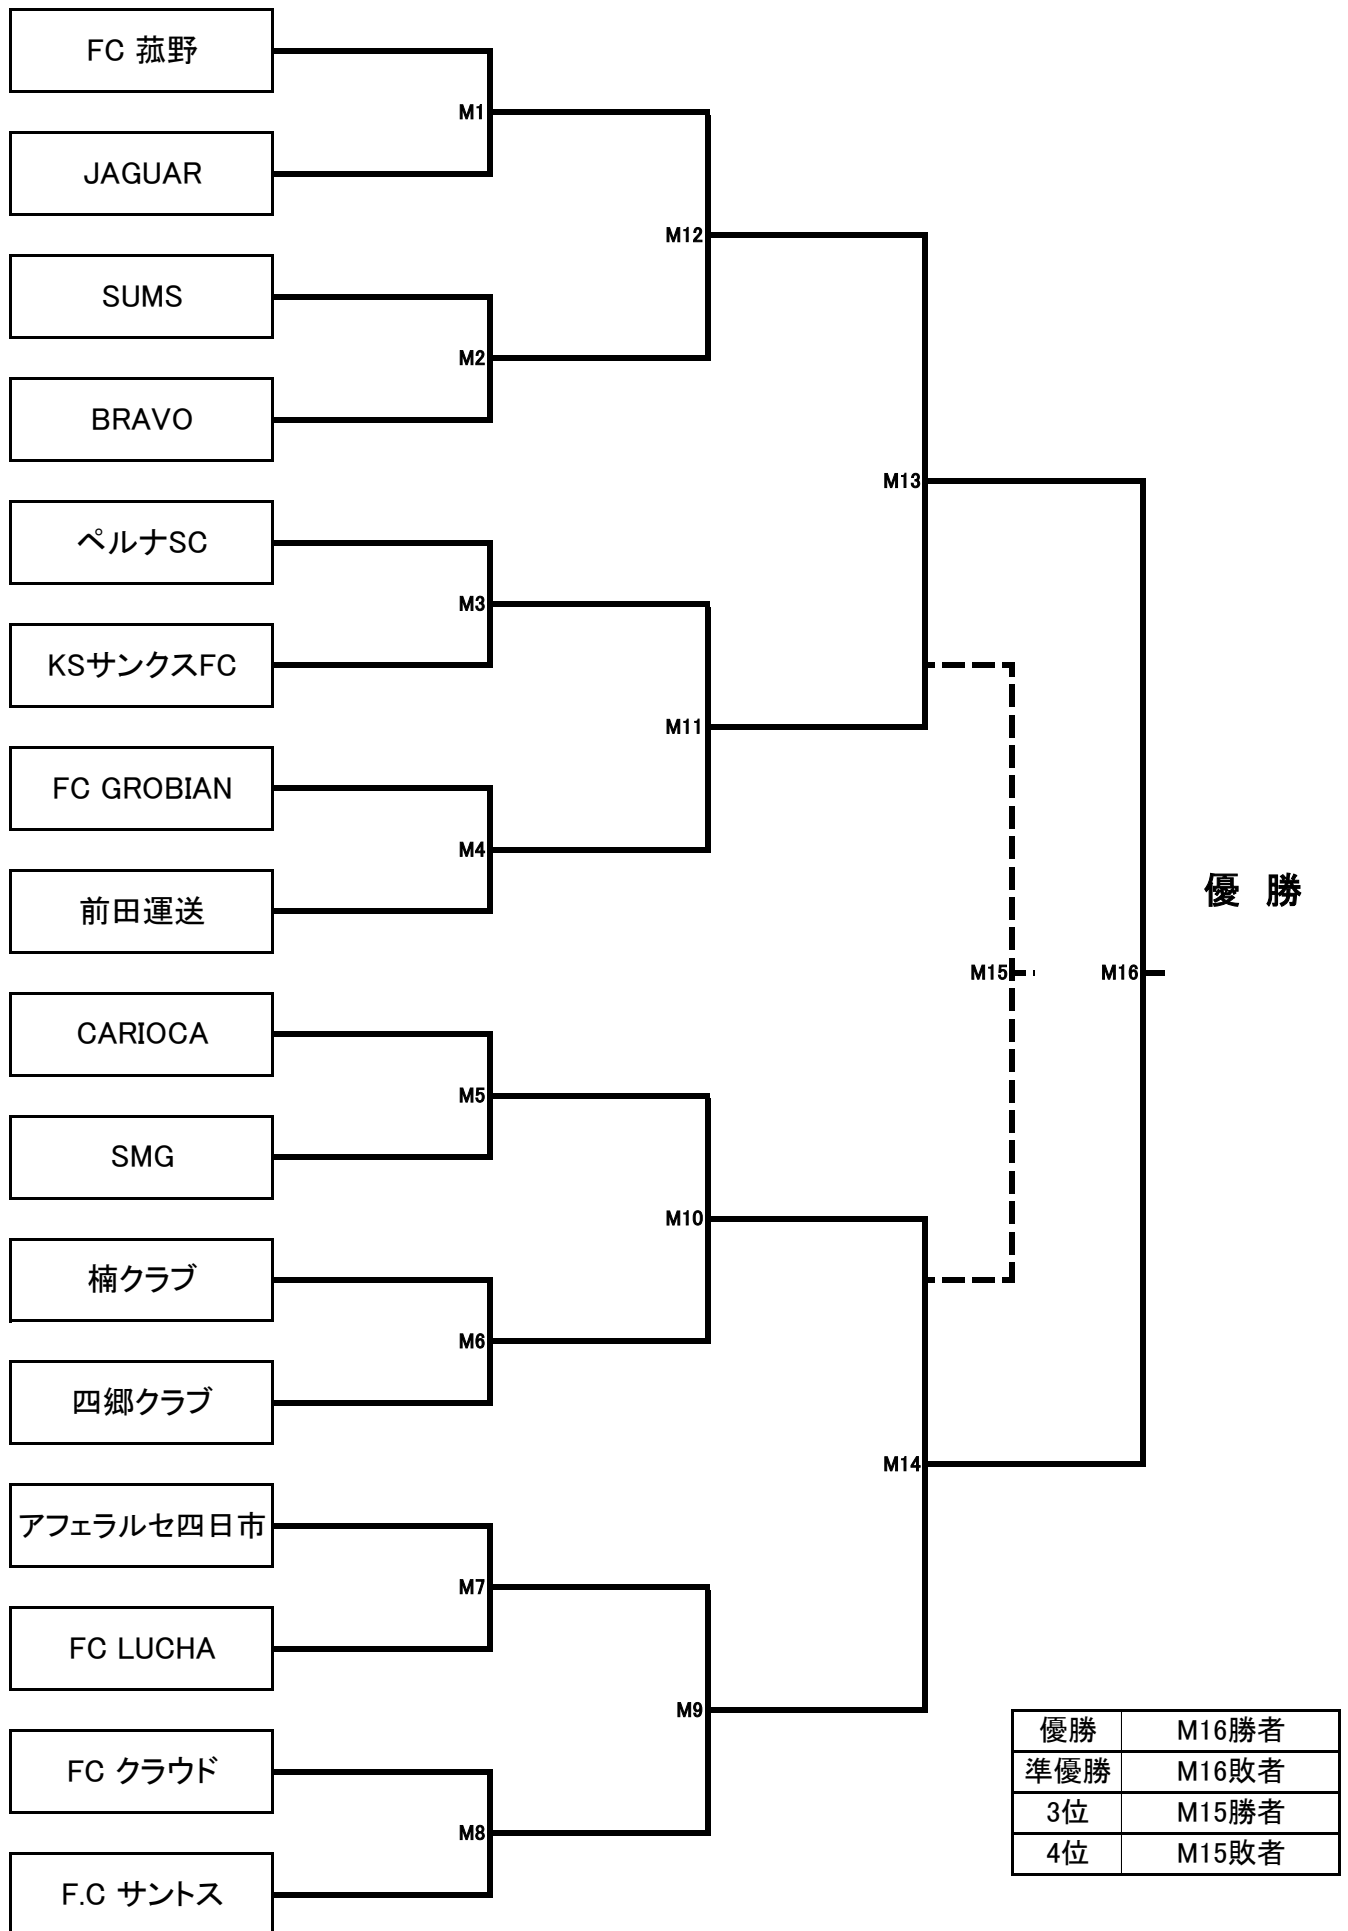 FC 菰野
M1
JAGUAR
M12
SUMS
M2
BRAVO
M13
ペルナSC
M3
KSサンクスFC
M11
FC GROBIAN
M4
前田運送
優 勝
M15
M16
CARIOCA
M5
SMG
M10
楠クラブ
M6
四郷クラブ
M14
アフェラルセ四日市
M7
FC LUCHA
M9
FC クラウド
M8
F.C サントス
優勝 M16勝者
準優勝 M16敗者
3位 M15勝者
4位 M15敗者